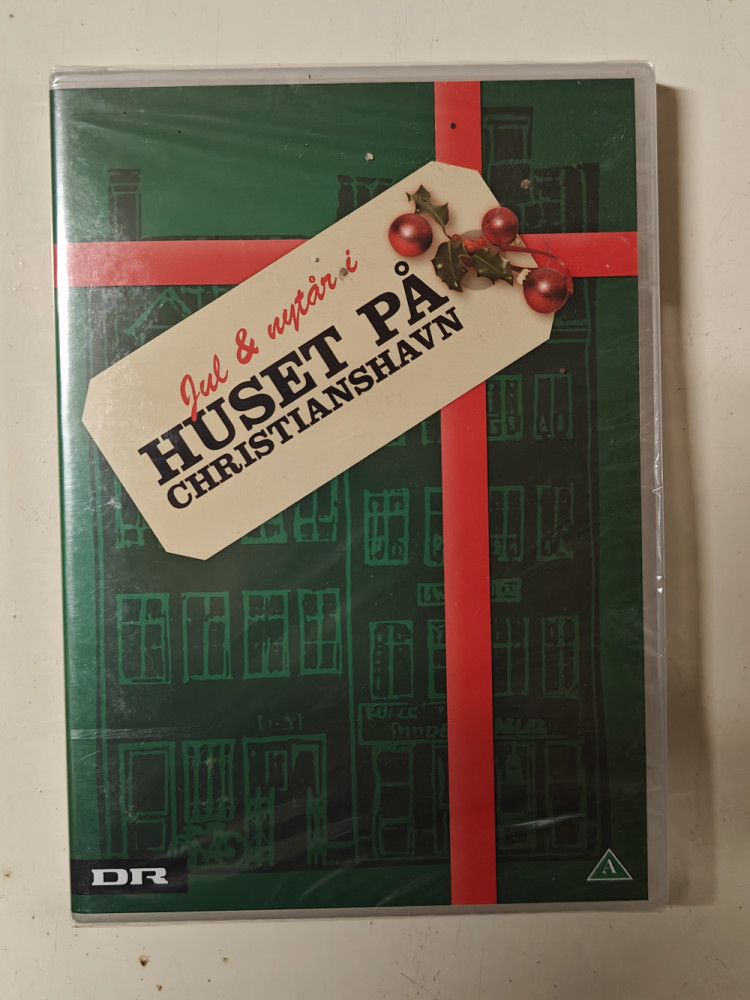 Jul & nytår i
HUSET PÅ
CHRISTIANSHAVN
DR
A